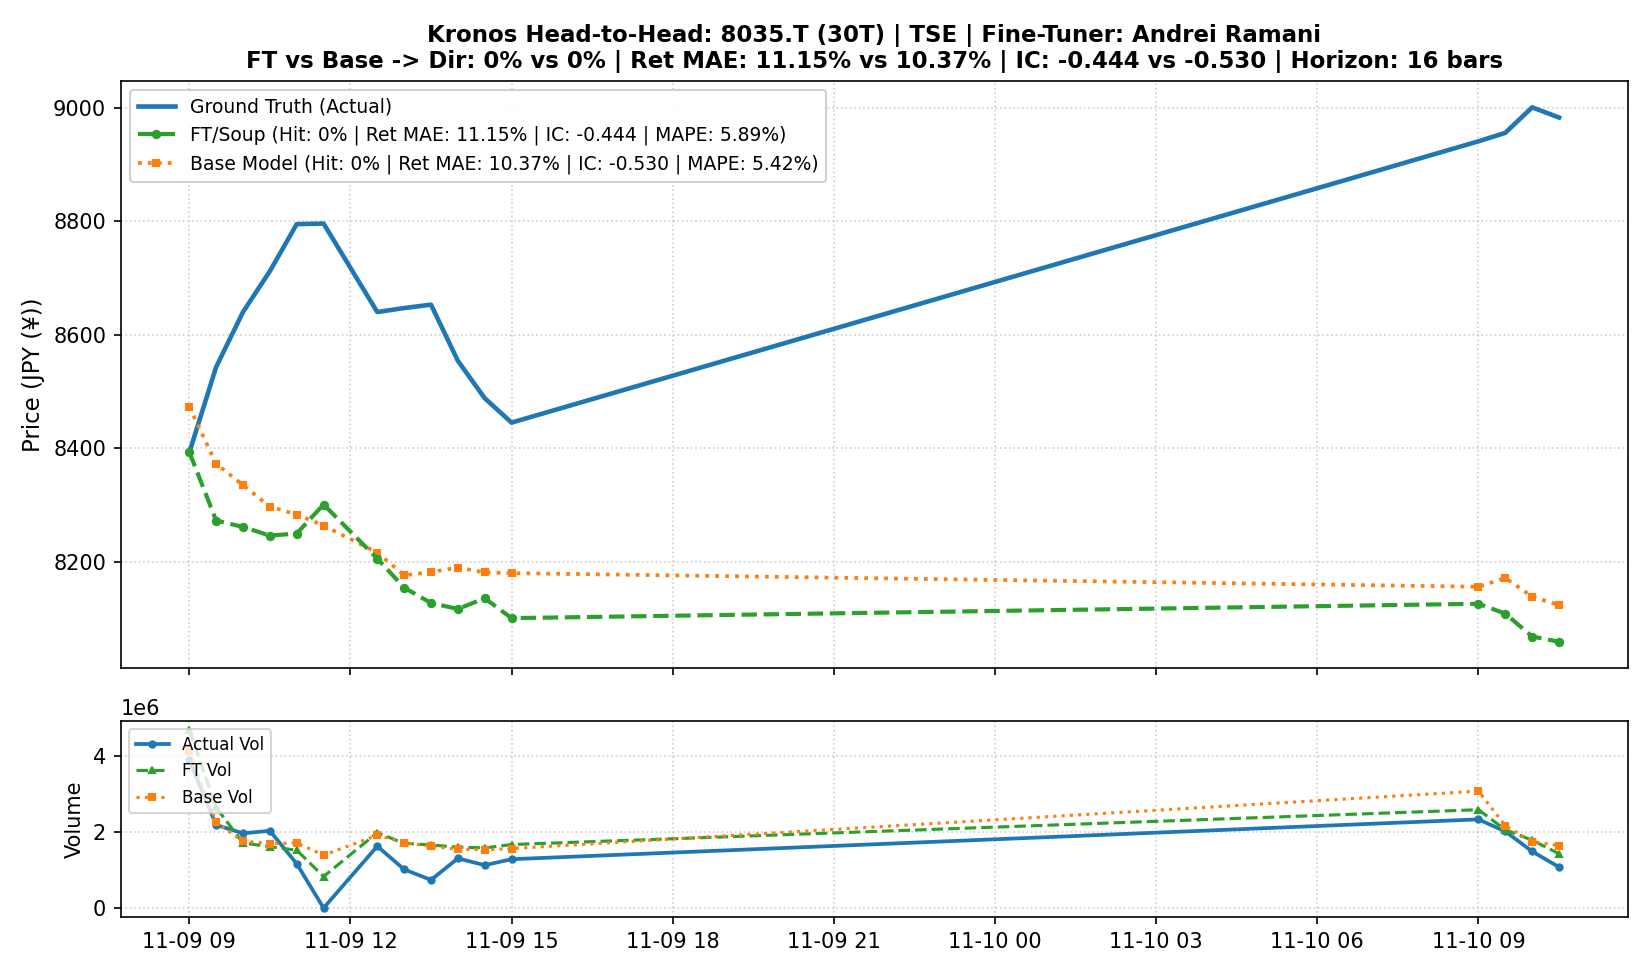 Kronos Head-to-Head: 8035.T (30T) | TSE | Fine-Tuner: Andrei Ramani
FT vs Base -> Dir: 0% vs 0% | Ret MAE: 11.15% vs 10.37% | IC: -0.444 vs -0.530 | Horizon: 16 bars
Ground Truth (Actual)
FT/Soup (Hit: 0% | Ret MAE: 11.15% | IC: -0.444 | MAPE: 5.89%)
Base Model (Hit: 0% | Ret MAE: 10.37% | IC: -0.530 | MAPE: 5.42%)
Price (JPY (¥))
9000
8800
8600
8400
8200
1e6
Actual Vol
FT Vol
Base Vol
Volume
4
2
0
11-09 09
11-09 12
11-09 15
11-09 18
11-09 21
11-10 00
11-10 03
11-10 06
11-10 09